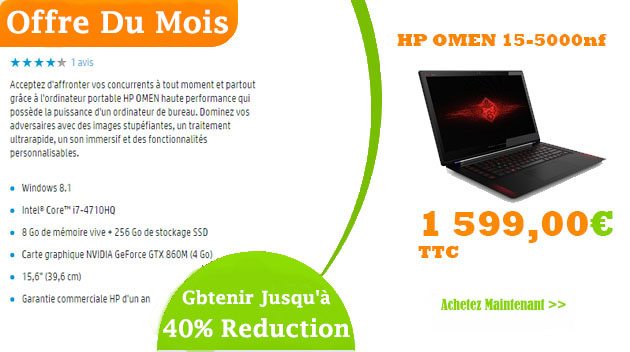 Offre Du Mois
1 avis
Acceptez d'affronter vos concurrents à tout moment et partout
grâce à l'ordinateur portable HP OMEN haute performance qui
possède la puissance d'un ordinateur de bureau. Dominez vos
adversaires avec des images stupéfiantes, un traitement
ultrarapide, un son immersif et des fonctionnalités
personnalisables.
Windows 8.1
Intel® Core™ i7-4710HQ
8 Go de mémoire vive + 256 Go de stockage SSD
Carte graphique NVIDIA GeForce GTX 860M (4 Go)
15,6" (39,6 cm)
Garantie commerciale HP d'un an
Gbtenir Jusqu'à
40% Reduction
HP OMEN 15-5000nf
1 599,00€
TTC
Achetez Maintenant >>